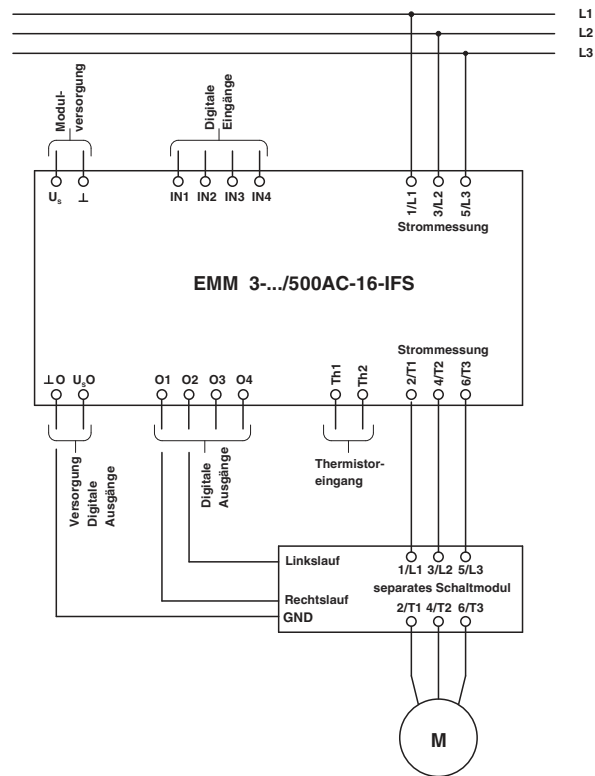 L1
L2
L3
Modul-
versorgung
Digitale
Eingänge
Us ⊥
IN1 IN2 IN3 IN4
1/L1 3/L2 5/L3
Strommessung
EMM 3-.../500AC-16-IFS
Strommessung
⊥O UsO
O1 O2 O3 O4
Th1 Th2
2/T1 4/T2 6/T3
Versorgung
Digitale
Ausgänge
Digitale
Ausgänge
Thermistor-
eingang
Linkslauf
1/L1 3/L2 5/L3
separates Schaltmodul
Rechtslauf
2/T1 4/T2 6/T3
GND
M